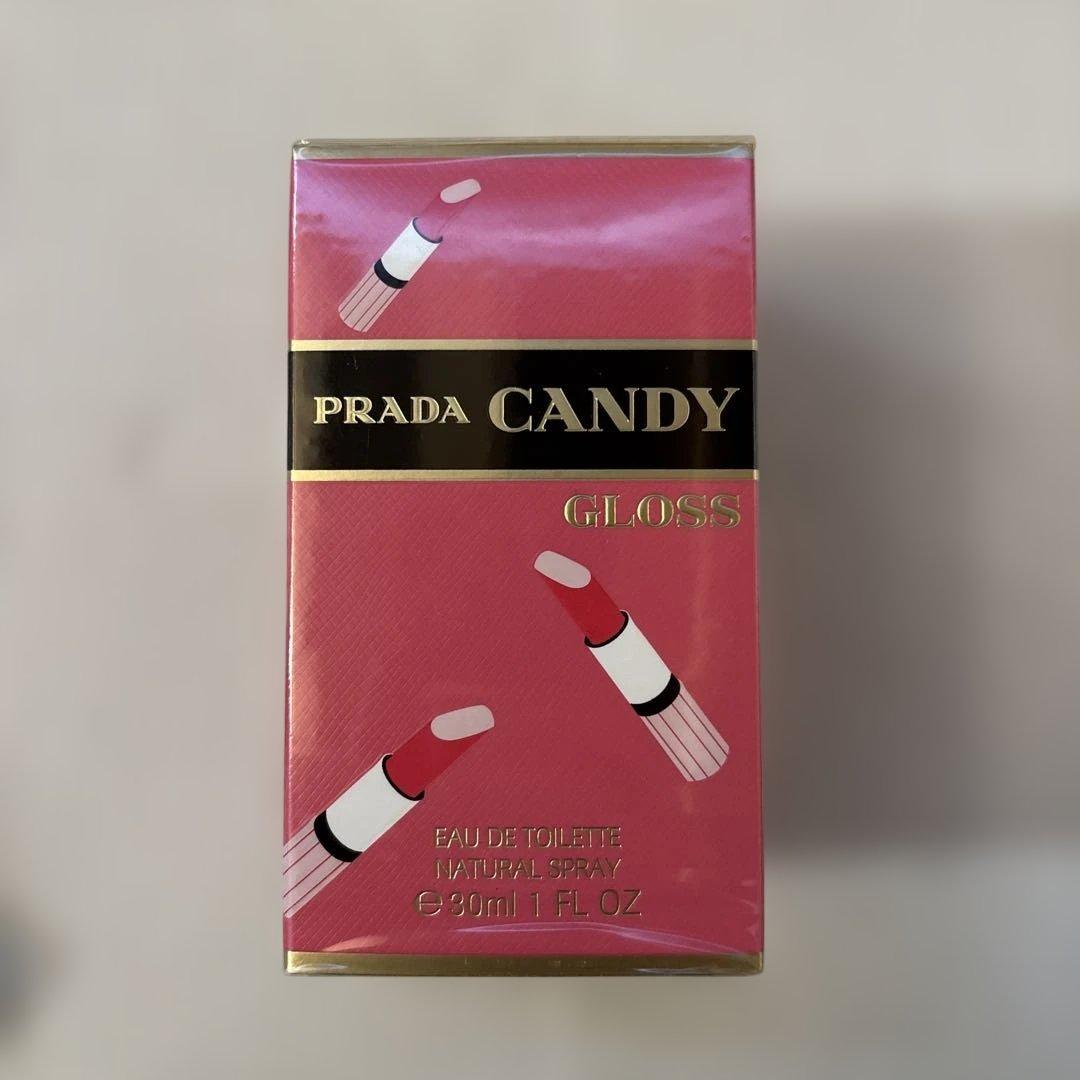 PRADA CANDY
GLOSS
EAU DE TOILETTE
NATURAL SPRAY
℮ 30ml 1 FL OZ